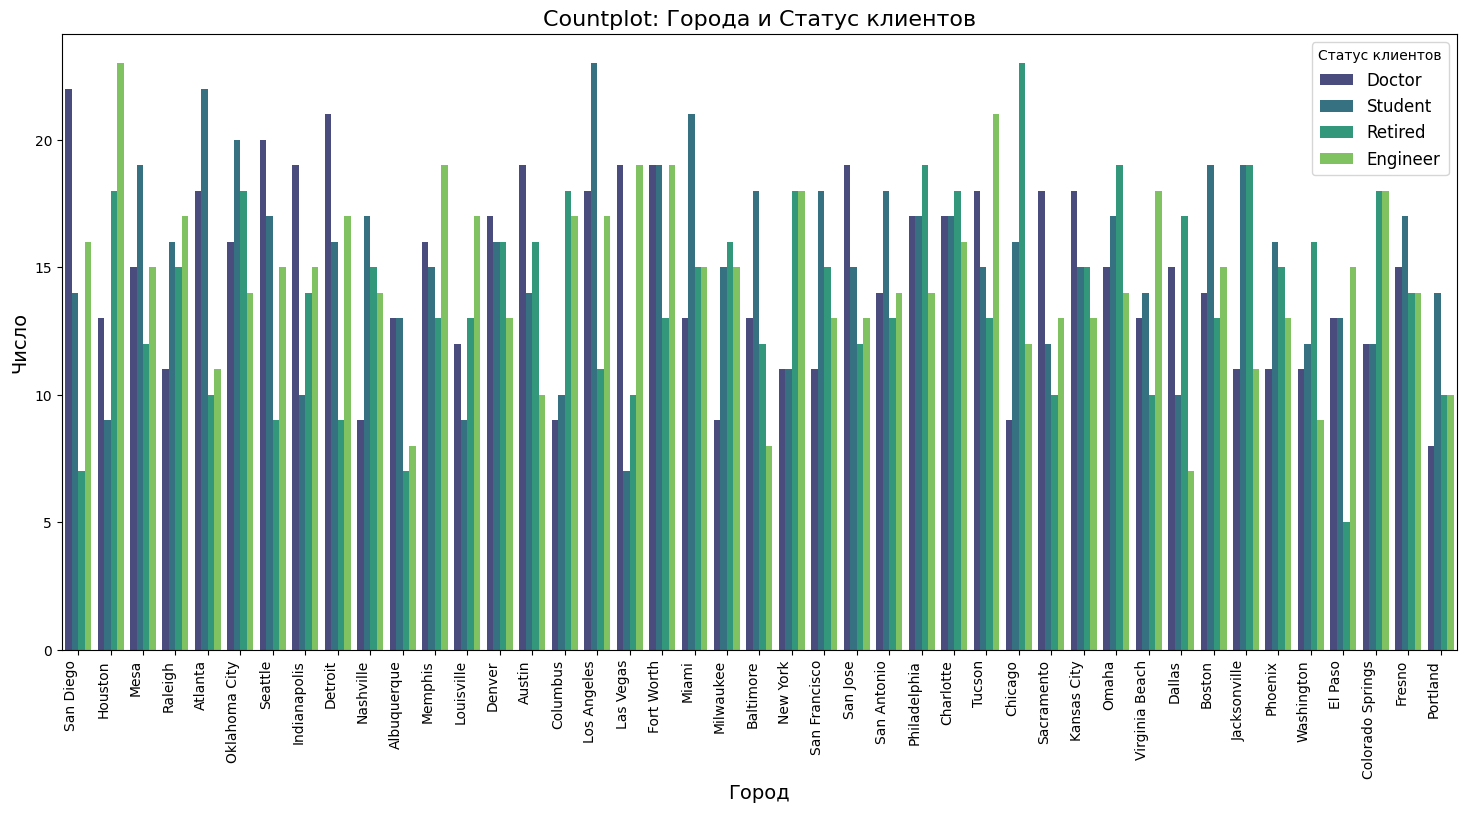 Countplot: Города и Статус клиентов
Статус клиентов
Doctor
Student
Retired
Engineer
Число
20
15
10
5
0
San Diego
Houston
Mesa
Raleigh
Atlanta
Oklahoma City
Seattle
Indianapolis
Detroit
Nashville
Albuquerque
Memphis
Louisville
Denver
Austin
Columbus
Los Angeles
Las Vegas
Fort Worth
Miami
Milwaukee
Baltimore
New York
San Francisco
San Jose
San Antonio
Philadelphia
Charlotte
Tucson
Chicago
Sacramento
Kansas City
Omaha
Virginia Beach
Dallas
Boston
Jacksonville
Phoenix
Washington
El Paso
Colorado Springs
Fresno
Portland
Город